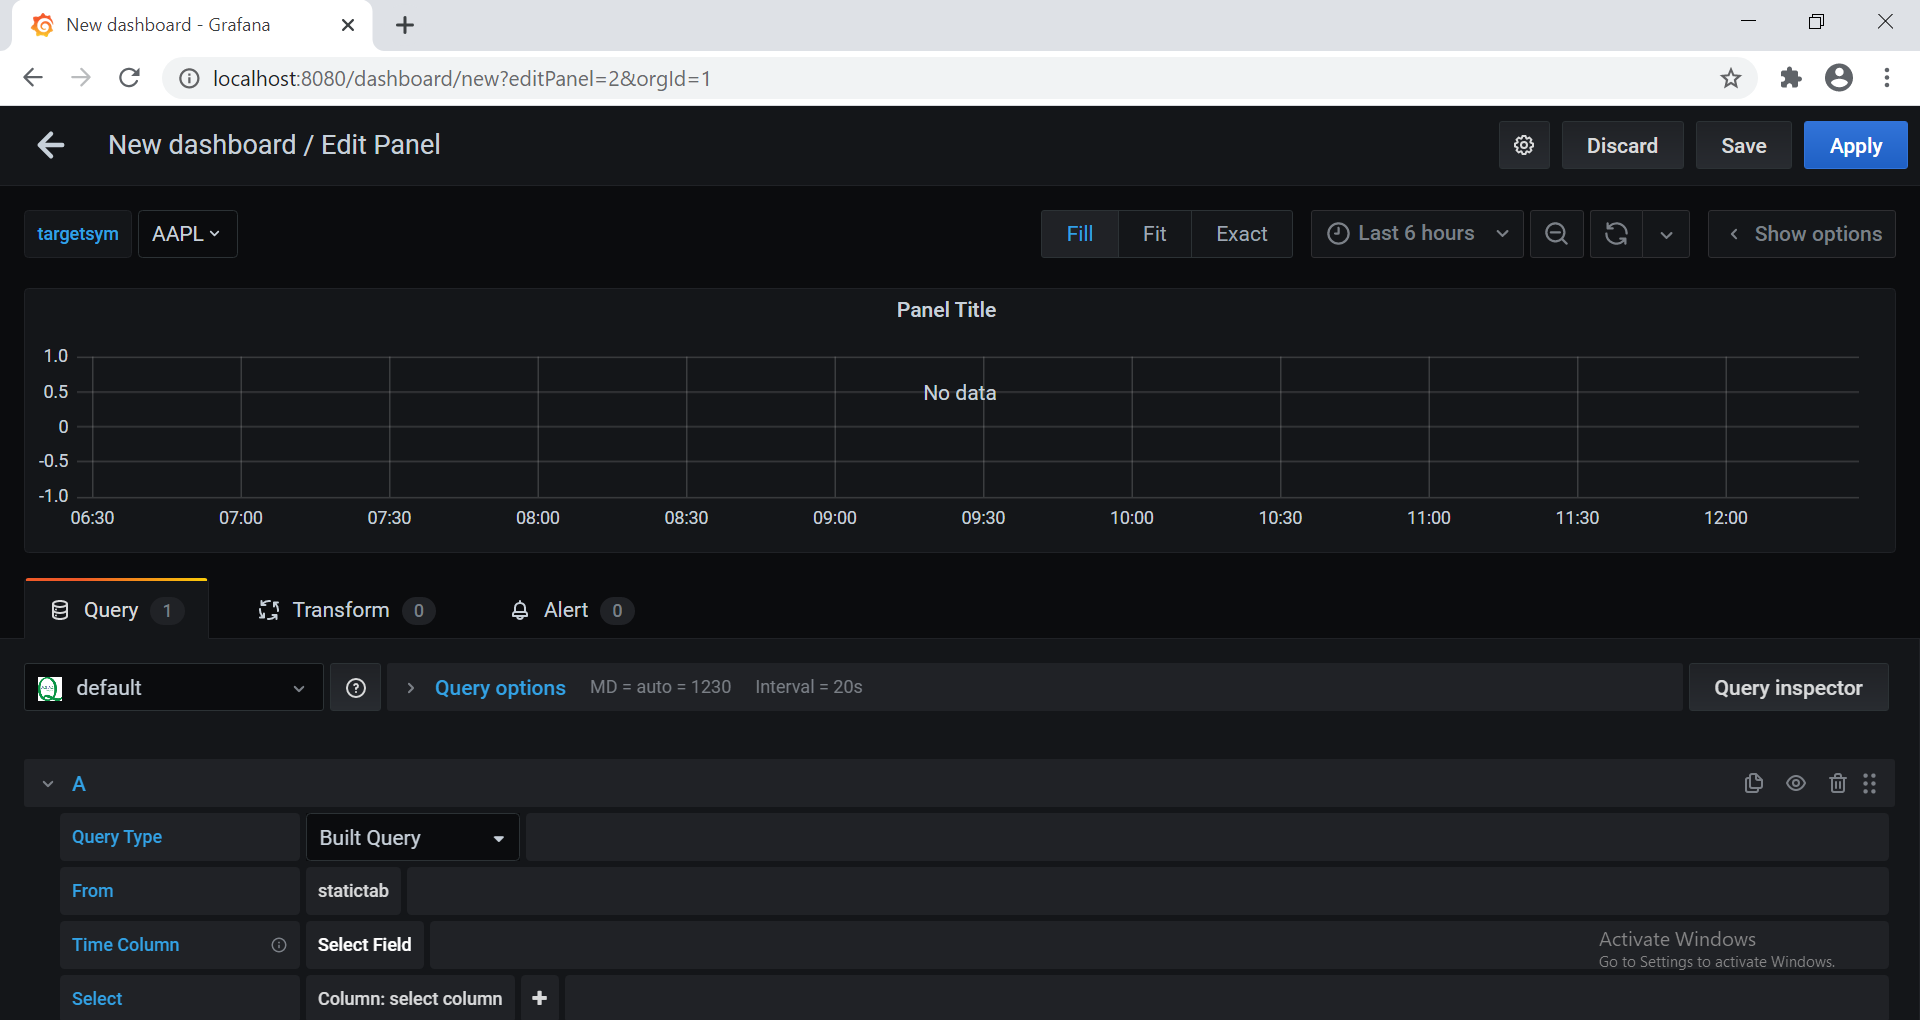 New dashboard - Grafana
localhost:8080/dashboard/new?editPanel=2&orgId=1
New dashboard / Edit Panel
Discard
Save
Apply
targetsym
AAPL
Fill
Fit
Exact
Last 6 hours
Show options
Panel Title
1.0
0.5
0
-0.5
-1.0
No data
06:30
07:00
07:30
08:00
08:30
09:00
09:30
10:00
10:30
11:00
11:30
12:00
Query 1
Transform 0
Alert 0
default
Query options
MD = auto = 1230
Interval = 20s
Query inspector
A
Query Type
Built Query
From
statictab
Time Column
Select Field
Select
Column: select column
Activate Windows
Go to Settings to activate Windows.